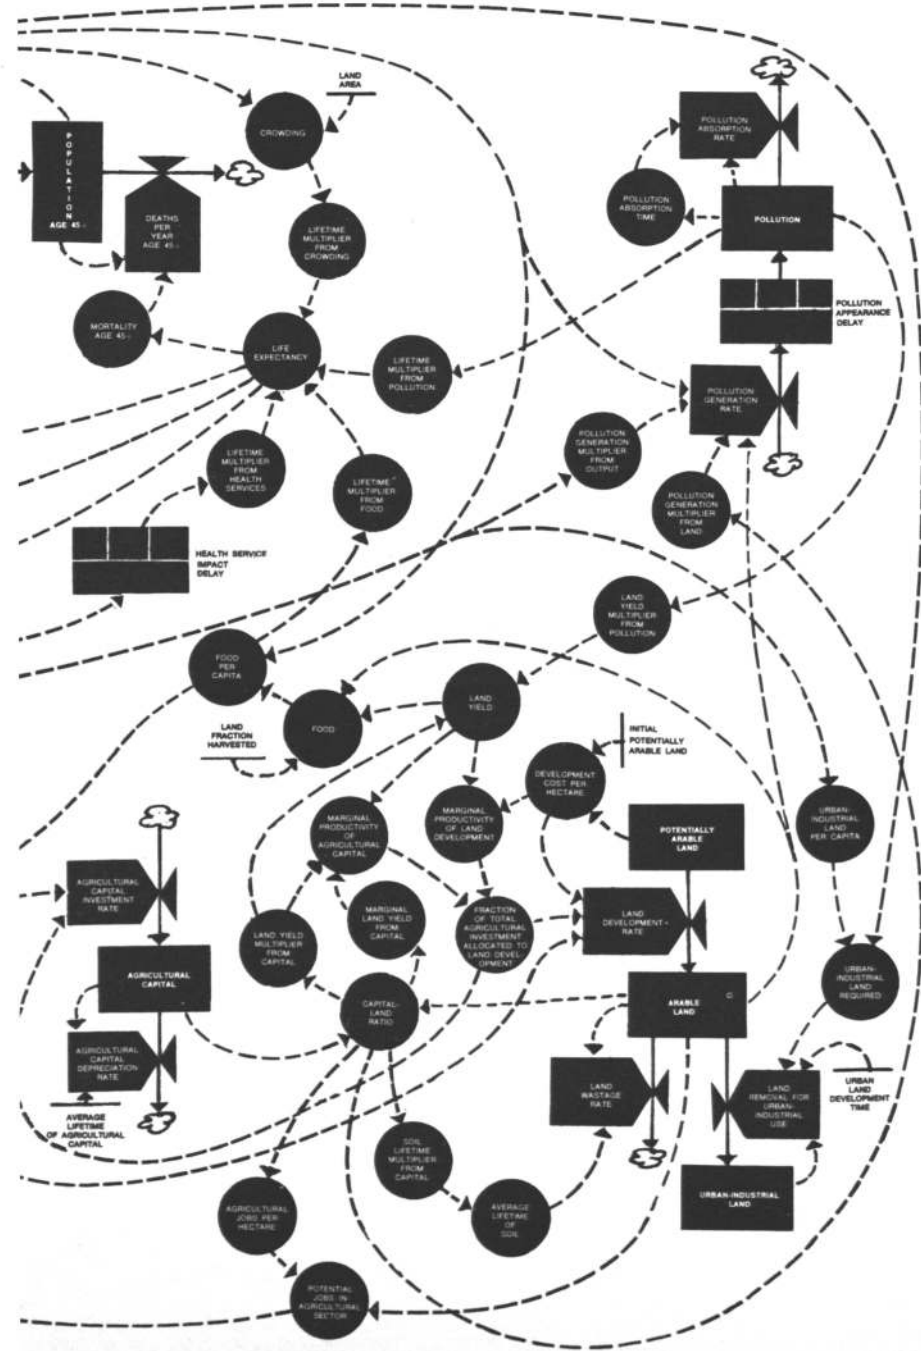 LAND
AREA
CROWDING
POLLUTION
ABSORPTION
RATE
POPULATION
AGE 45+
DEATHS
PER
YEAR
AGE 45+
POLLUTION
ABSORPTION
TIME
POLLUTION
LIFETIME
MULTIPLIER
FROM
CROWDING
POLLUTION
APPEARANCE
DELAY
MORTALITY
AGE 45+
LIFE
EXPECTANCY
LIFETIME
MULTIPLIER
FROM
POLLUTION
POLLUTION
GENERATION
RATE
LIFETIME
MULTIPLIER
FROM
HEALTH
SERVICES
LIFETIME
MULTIPLIER
FROM
FOOD
POLLUTION
GENERATION
MULTIPLIER
FROM
OUTPUT
POLLUTION
GENERATION
MULTIPLIER
FROM
LAND
HEALTH SERVICE
IMPACT
DELAY
LAND
YIELD
MULTIPLIER
FROM
POLLUTION
FOOD
PER
CAPITA
LAND
YIELD
LAND
FRACTION
HARVESTED
FOOD
INITIAL
POTENTIALLY
ARABLE LAND
DEVELOPMENT
COST PER
HECTARE
MARGINAL
PRODUCTIVITY
OF
AGRICULTURAL
CAPITAL
MARGINAL
PRODUCTIVITY
OF LAND
DEVELOPMENT
POTENTIALLY
ARABLE
LAND
URBAN-
INDUSTRIAL
LAND
PER CAPITA
AGRICULTURAL
CAPITAL
INVESTMENT
RATE
LAND YIELD
MULTIPLIER
FROM
CAPITAL
MARGINAL
LAND YIELD
FROM
CAPITAL
FRACTION
OF TOTAL
AGRICULTURAL
INVESTMENT
ALLOCATED TO
LAND DEVEL-
OPMENT
LAND
DEVELOPMENT-
RATE
AGRICULTURAL
CAPITAL
CAPITAL-
LAND
RATIO
ARABLE
LAND
URBAN-
INDUSTRIAL
LAND
REQUIRED
AGRICULTURAL
CAPITAL
DEPRECIATION
RATE
AVERAGE
LIFETIME
OF AGRICULTURAL
CAPITAL
LAND
WASTAGE
RATE
LAND
REMOVAL FOR
URBAN-
INDUSTRIAL
USE
URBAN
LAND
DEVELOPMENT
TIME
SOIL
LIFETIME
MULTIPLIER
FROM
CAPITAL
AGRICULTURAL
JOBS PER
HECTARE
AVERAGE
LIFETIME
OF
SOIL
URBAN-INDUSTRIAL
LAND
POTENTIAL
JOBS IN
AGRICULTURAL
SECTOR